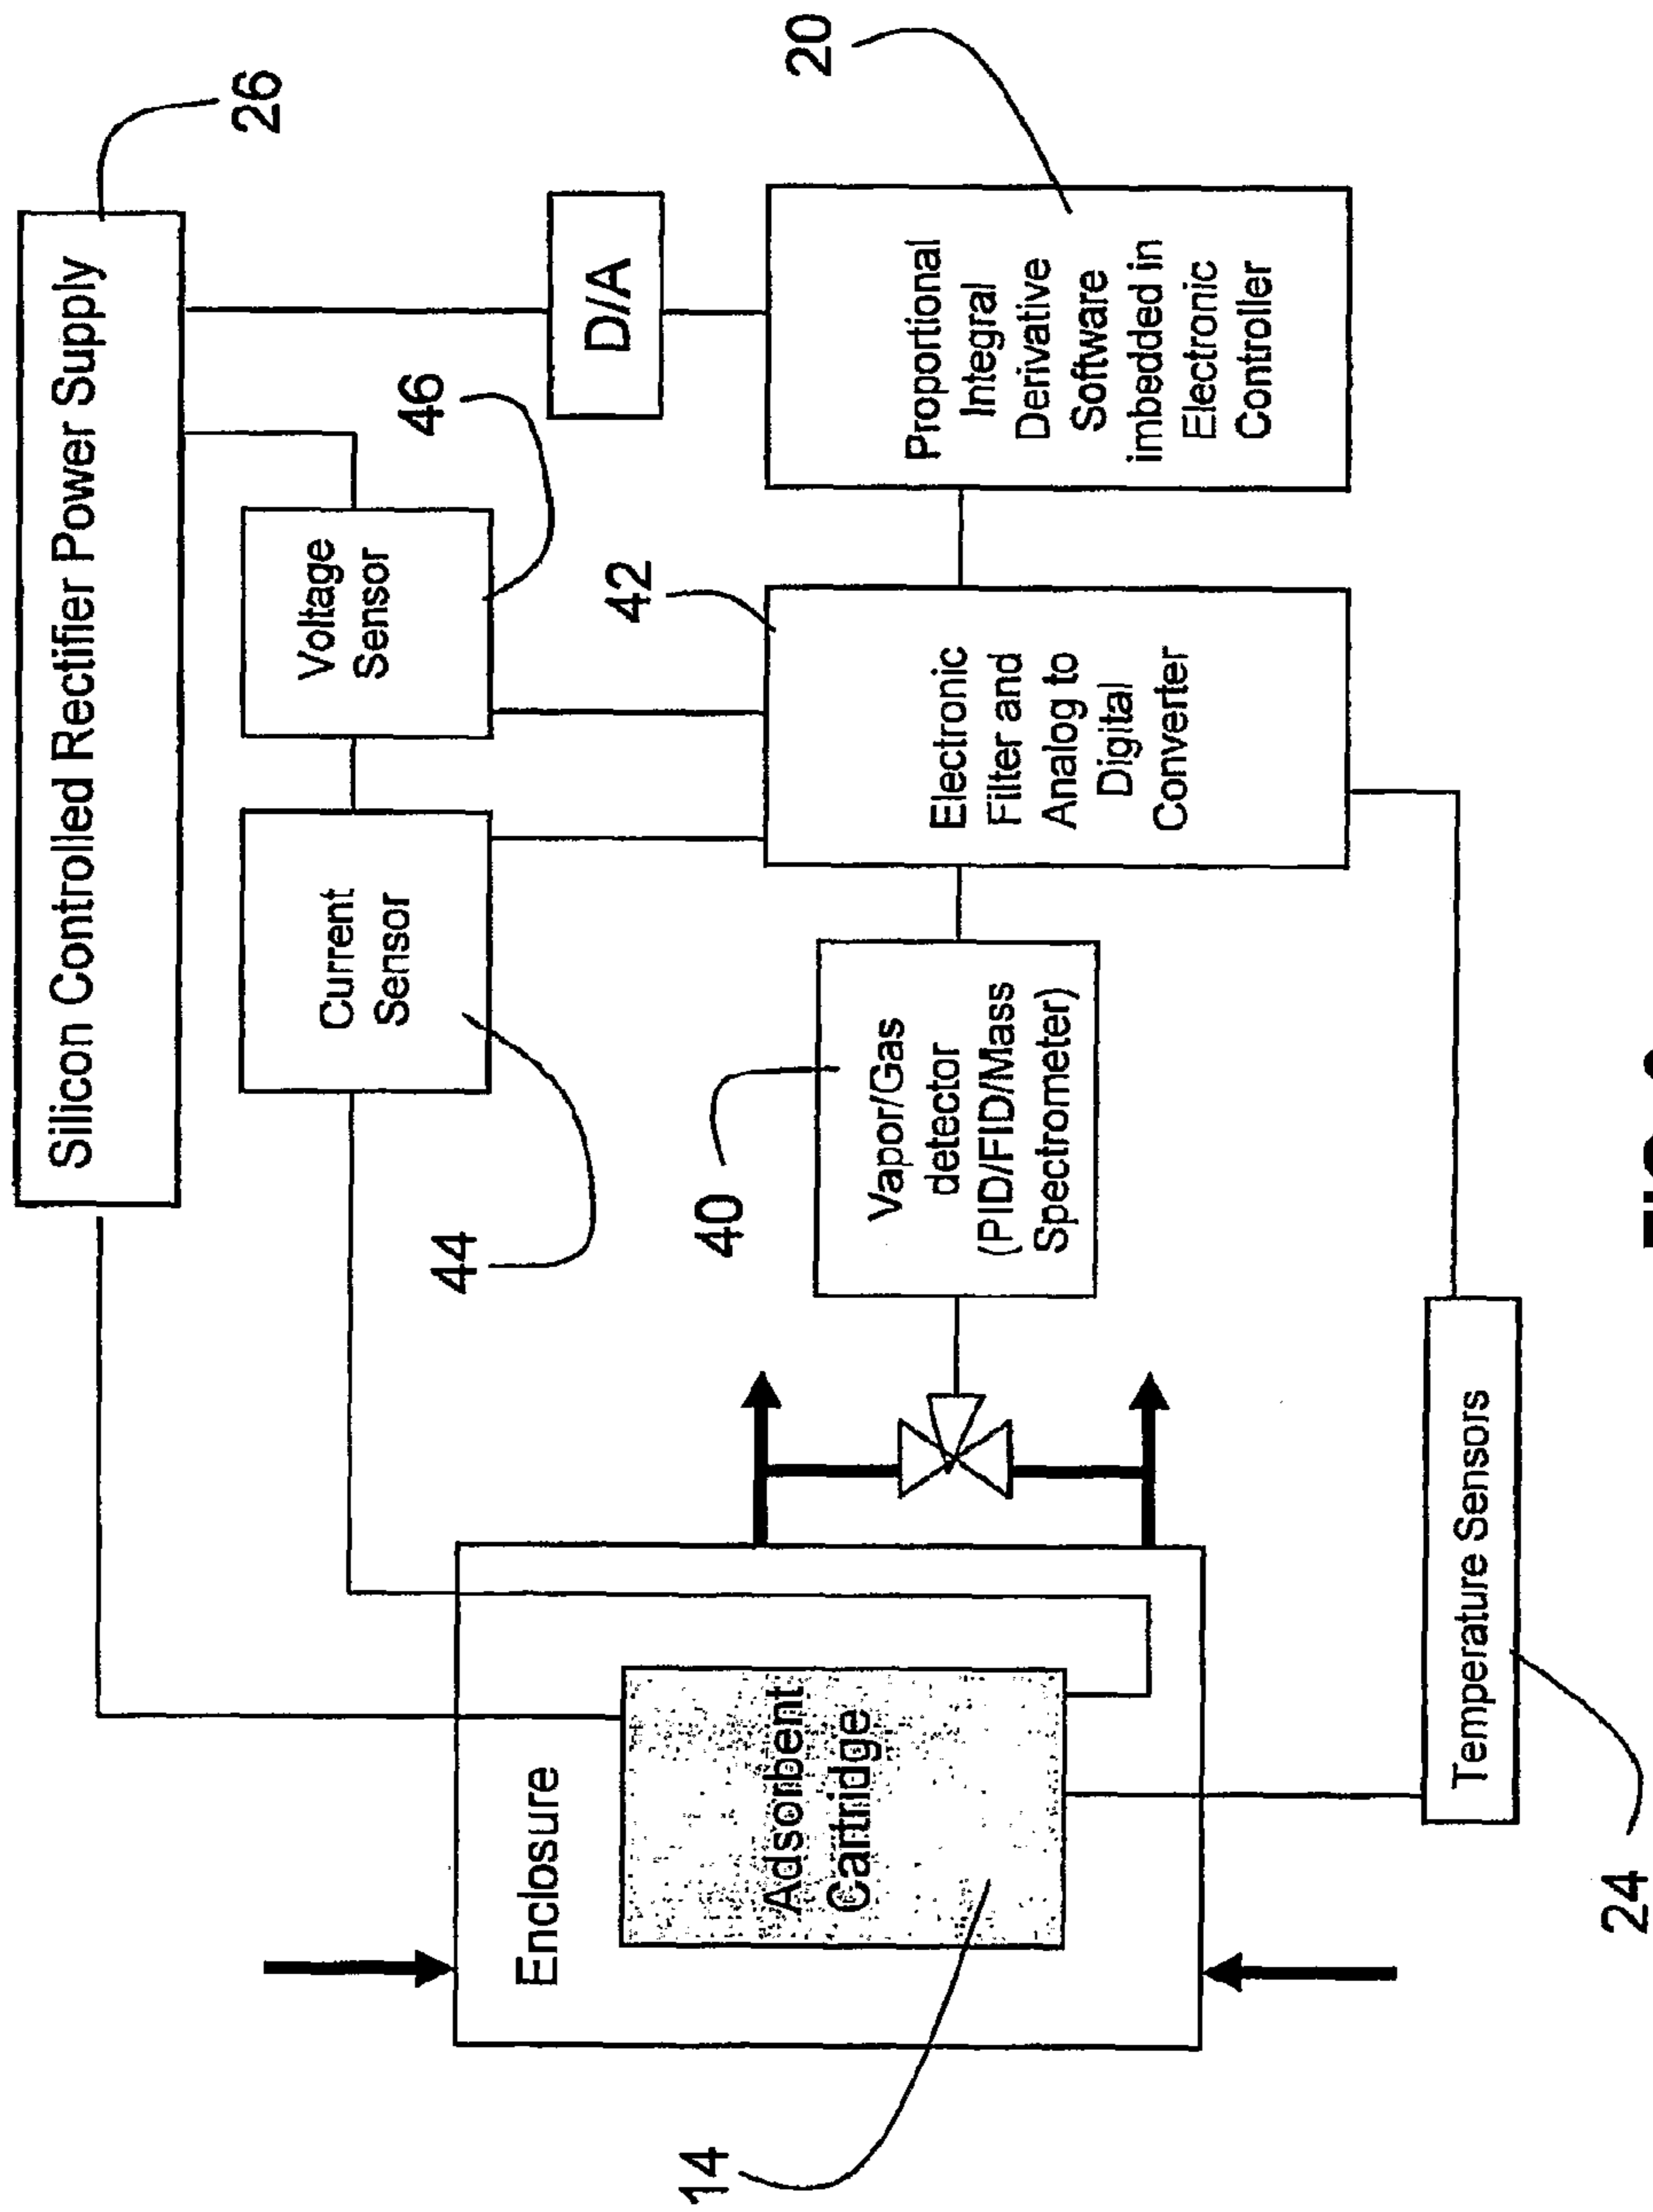 Silicon Controlled Rectifier Power Supply
26
Current
Sensor
Voltage
Sensor
44
46
D/A
Enclosure
Adsorbent
Cartridge
14
40
Vapor/Gas
detector
(PID/FID/Mass
Spectrometer)
42
Electronic
Filter and
Analog to
Digital
Converter
20
Proportional
Integral
Derivative
Software
imbedded in
Electronic
Controller
Temperature Sensors
24